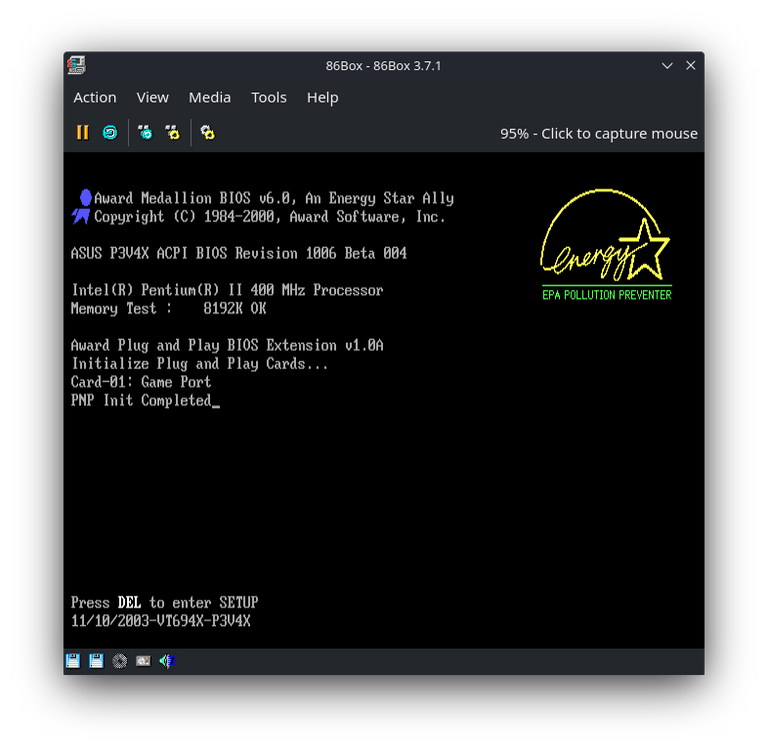 86Box - 86Box 3.7.1
Action View Media Tools Help
95% - Click to capture mouse
Award Medallion BIOS v6.0, An Energy Star Ally
Copyright (C) 1984-2000, Award Software, Inc.
energy
EPA POLLUTION PREVENTER
ASUS P3V4X ACPI BIOS Revision 1006 Beta 004
Intel(R) Pentium(R) II 400 MHz Processor
Memory Test : 8192K OK
Award Plug and Play BIOS Extension v1.0A
Initialize Plug and Play Cards...
Card-01: Game Port
PNP Init Completed_
Press DEL to enter SETUP
11/10/2003-VT694X-P3V4X